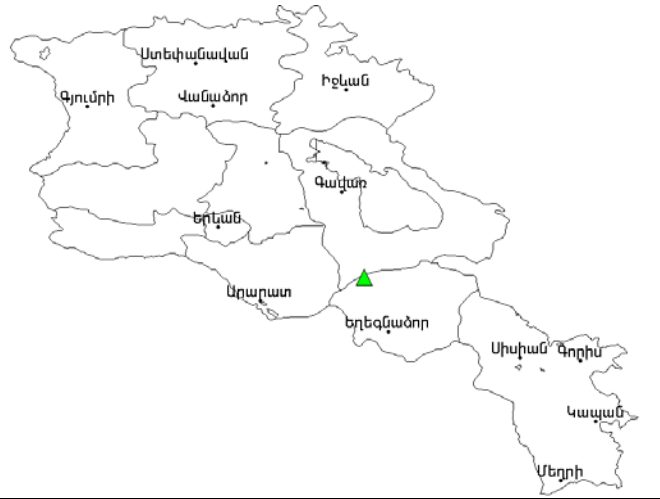 Ստեփանավան
Իջևան
Գյումրի
Վանաձոր
Գավառ
Երևան
Արարատ
Եղեգնաձոր
Սիսիան
Գորիս
Կապան
Մեղրի